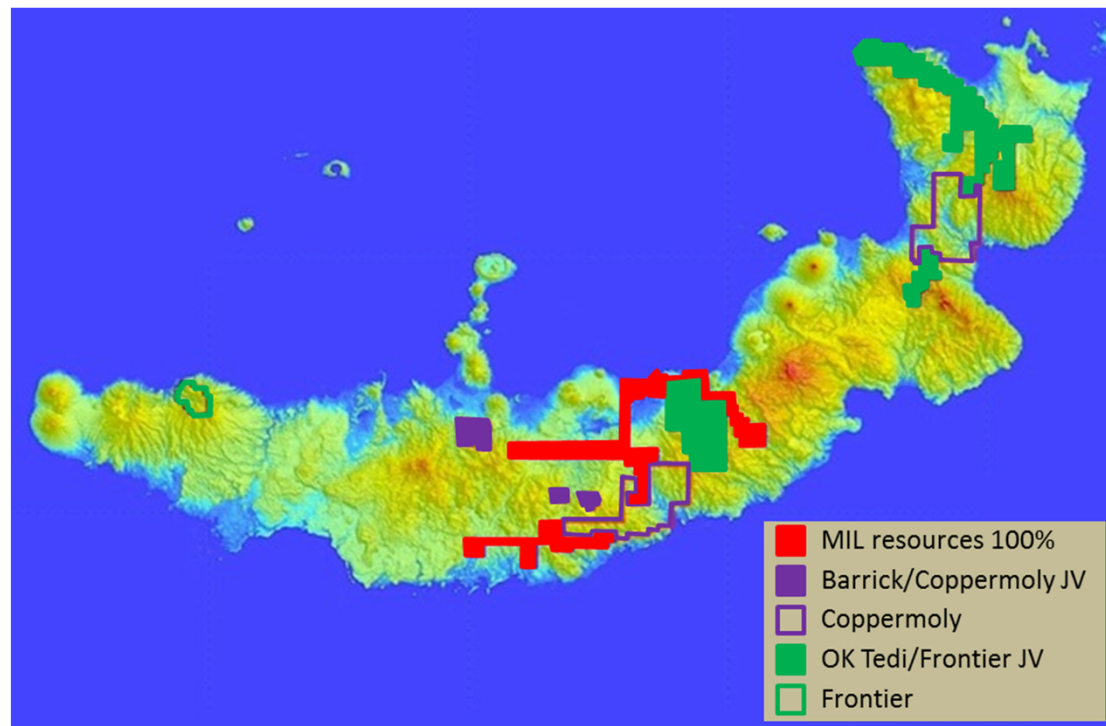 MIL resources 100%
Barrick/Coppermoly JV
Coppermoly
OK Tedi/Frontier JV
Frontier